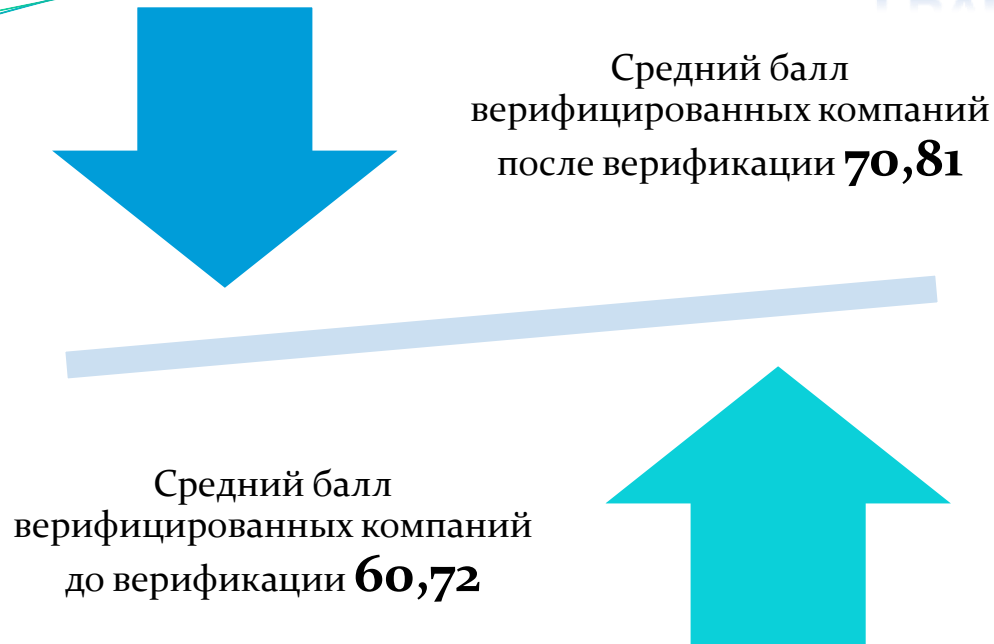 Средний балл
верифицированных компаний
после верификации 70,81
Средний балл
верифицированных компаний
до верификации 60,72